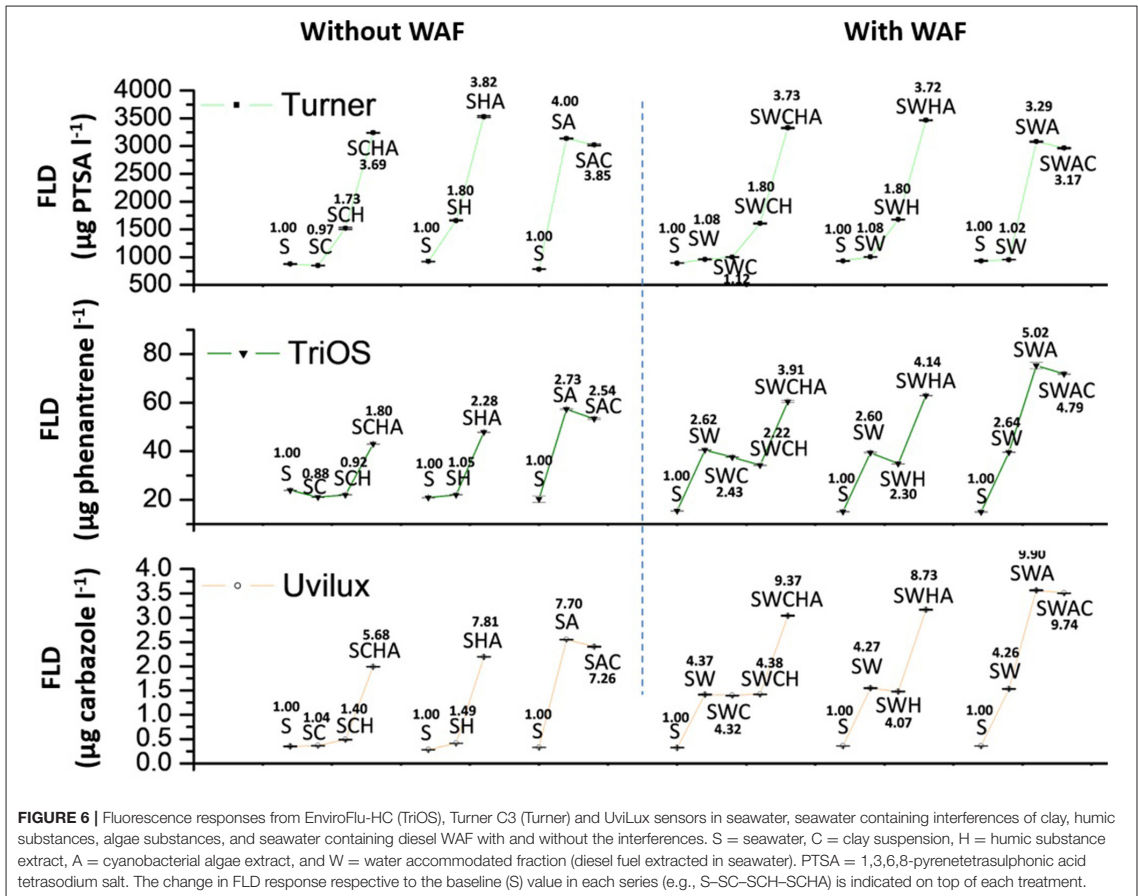 Without WAF
With WAF
FLD
(µg PTSA l-1)
4000
3500
3000
2500
2000
1500
1000
500
Turner
1.00
S
0.97
SC
1.73
SCH
SCHA
3.69
1.00
S
1.80
SH
3.82
SHA
1.00
S
4.00
SA
SAC
3.85
1.00
S
1.08
SW
SWC
1.12
1.80
SWCH
3.73
SWCHA
1.00
S
1.08
SW
1.80
SWH
3.72
SWHA
1.00
S
1.02
SW
3.29
SWA
SWAC
3.17
FLD
(µg phenantrene l-1)
80
60
40
20
TriOS
1.00
S
0.88
SC
0.92
SCH
1.80
SCHA
1.00
S
1.05
SH
2.28
SHA
1.00
S
2.73
SA
2.54
SAC
1.00
S
2.62
SW
SWC
2.43
2.22
SWCH
3.91
SWCHA
1.00
S
2.60
SW
SWH
2.30
4.14
SWHA
1.00
S
2.64
SW
5.02
SWA
SWAC
4.79
FLD
(µg carbazole l-1)
4.0
3.5
3.0
2.5
2.0
1.5
1.0
0.5
0.0
Uvilux
1.00
S
1.04
SC
1.40
SCH
5.68
SCHA
1.00
S
1.49
SH
7.81
SHA
1.00
S
7.70
SA
SAC
7.26
1.00
S
4.37
SW
SWC
4.32
4.38
SWCH
9.37
SWCHA
1.00
S
4.27
SW
SWH
4.07
8.73
SWHA
1.00
S
4.26
SW
9.90
SWA
SWAC
9.74
FIGURE 6 | Fluorescence responses from EnviroFlu-HC (TriOS), Turner C3 (Turner) and UviLux sensors in seawater, seawater containing interferences of clay, humic
substances, algae substances, and seawater containing diesel WAF with and without the interferences. S = seawater, C = clay suspension, H = humic substance
extract, A = cyanobacterial algae extract, and W = water accommodated fraction (diesel fuel extracted in seawater). PTSA = 1,3,6,8-pyrenetetrasulphonic acid
tetrasodium salt. The change in FLD response respective to the baseline (S) value in each series (e.g., S–SC–SCH–SCHA) is indicated on top of each treatment.